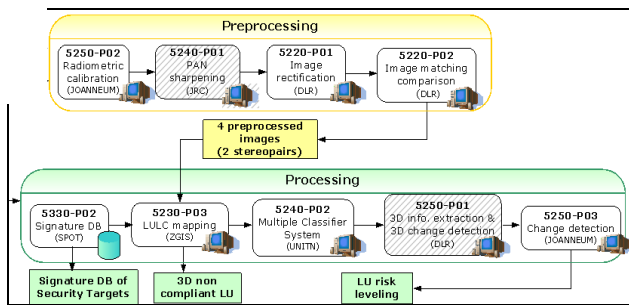 Preprocessing
5250-P02
Radiometric
calibration
(JOANNEUM)
5240-P01
PAN
sharpening
(JRC)
5220-P01
Image
rectification
(DLR)
5220-P02
Image matching
comparison
(DLR)
4 preprocessed
images
(2 stereopairs)
Processing
5330-P02
Signature DB
(SPOT)
5230-P03
LULC mapping
(ZGIS)
5240-P02
Multiple Classifier
System
(UNITN)
5250-P01
3D info. extraction &
3D change detection
(DLR)
5250-P03
Change detection
(JOANNEUM)
Signature DB of
Security Targets
3D non
compliant LU
LU risk
leveling